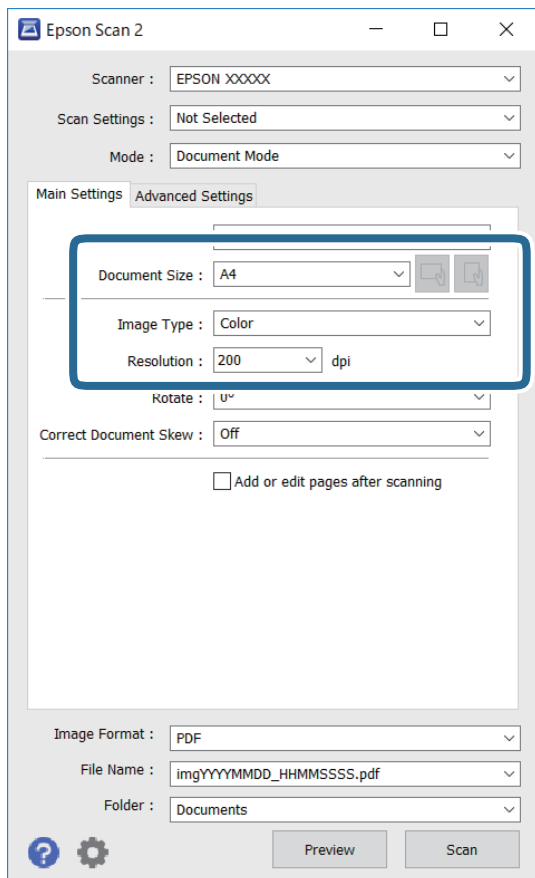 Epson Scan 2
Scanner : EPSON XXXXX
Scan Settings : Not Selected
Mode : Document Mode
Main Settings Advanced Settings
Document Size : A4
Image Type : Color
Resolution : 200 dpi
Rotate : 0°
Correct Document Skew : Off
Add or edit pages after scanning
Image Format : PDF
File Name : imgYYYYMMDD_HHMMSSSS.pdf
Folder : Documents
? Preview Scan